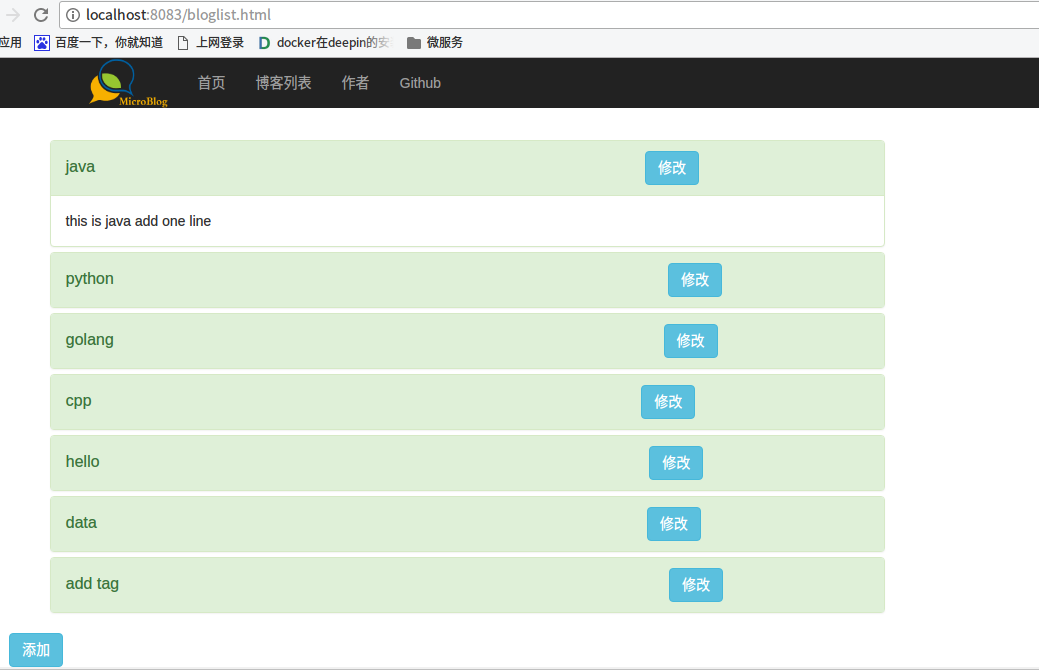 localhost:8083/bloglist.html
应用 百度一下，你就知道 上网登录 docker在deepin的安 微服务
MicroBlog 首页 博客列表 作者 Github
java 修改
this is java add one line
python 修改
golang 修改
cpp 修改
hello 修改
data 修改
add tag 修改
添加